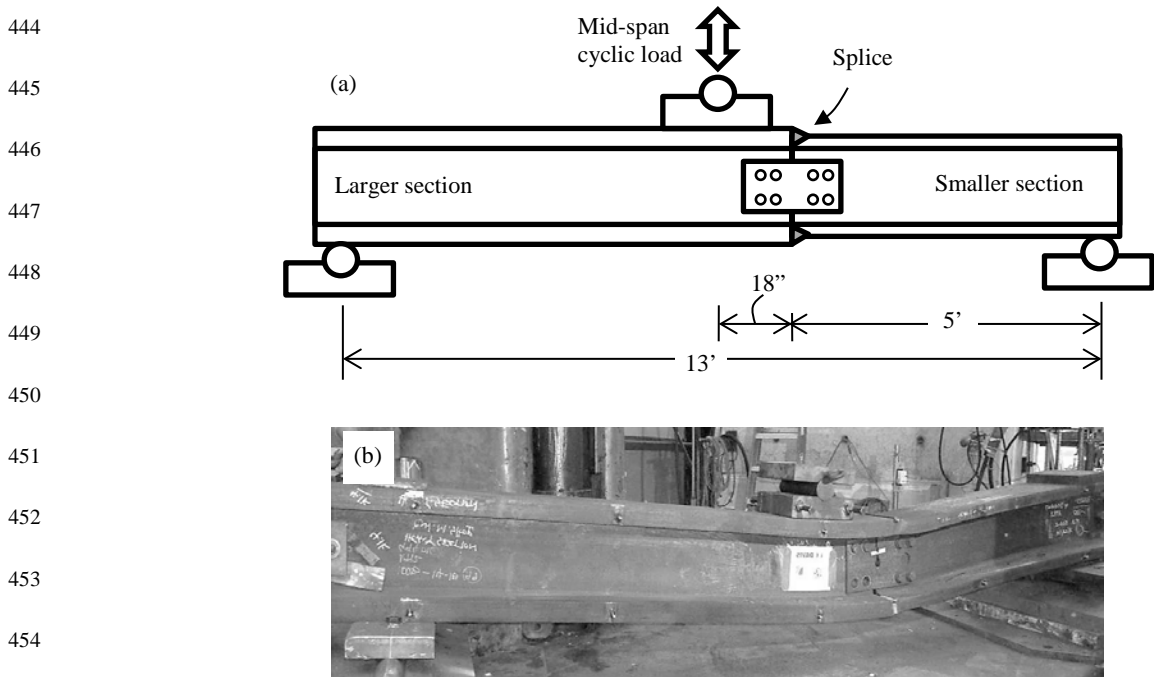 444
Mid-span
cyclic load
Splice
445
(a)
446
Larger section
Smaller section
447
448
18”
449
5’
13’
450
451
(b)
452
453
454